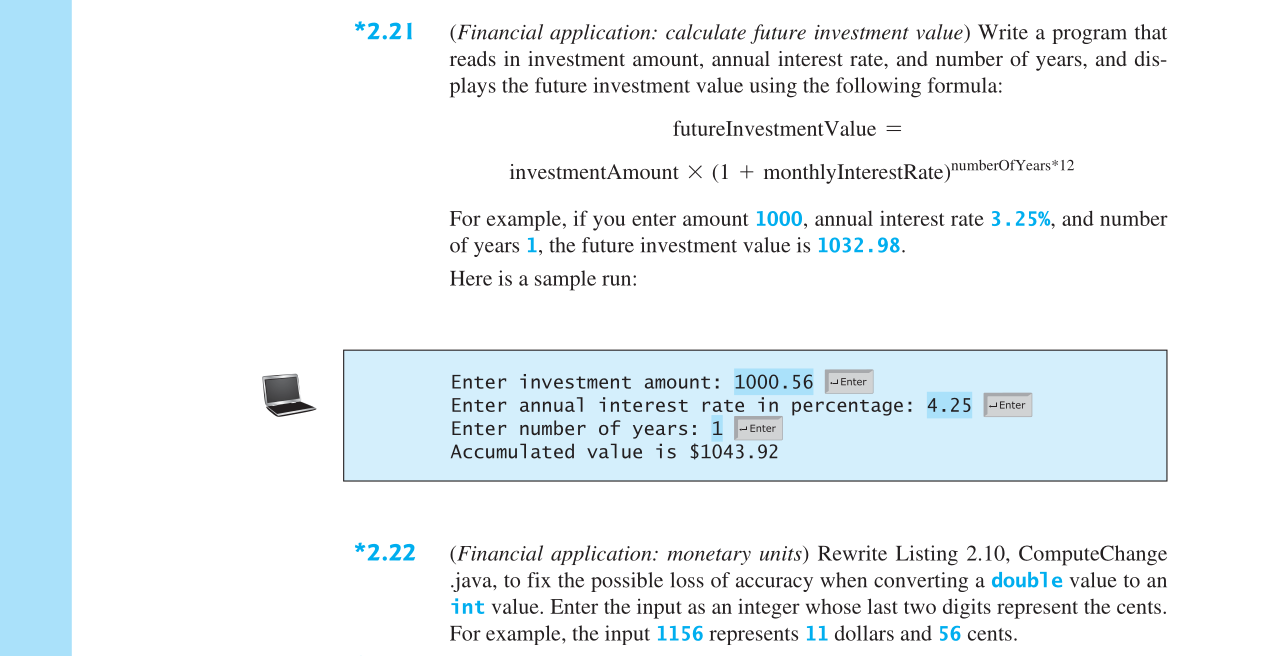 *2.21 (Financial application: calculate future investment value) Write a program that
reads in investment amount, annual interest rate, and number of years, and dis-
plays the future investment value using the following formula:
futureInvestmentValue =
investmentAmount × (1 + monthlyInterestRate)^numberOfYears*12
For example, if you enter amount 1000, annual interest rate 3.25%, and number
of years 1, the future investment value is 1032.98.
Here is a sample run:
Enter investment amount: 1000.56 ↵Enter
Enter annual interest rate in percentage: 4.25 ↵Enter
Enter number of years: 1 ↵Enter
Accumulated value is $1043.92
*2.22 (Financial application: monetary units) Rewrite Listing 2.10, ComputeChange
.java, to fix the possible loss of accuracy when converting a double value to an
int value. Enter the input as an integer whose last two digits represent the cents.
For example, the input 1156 represents 11 dollars and 56 cents.